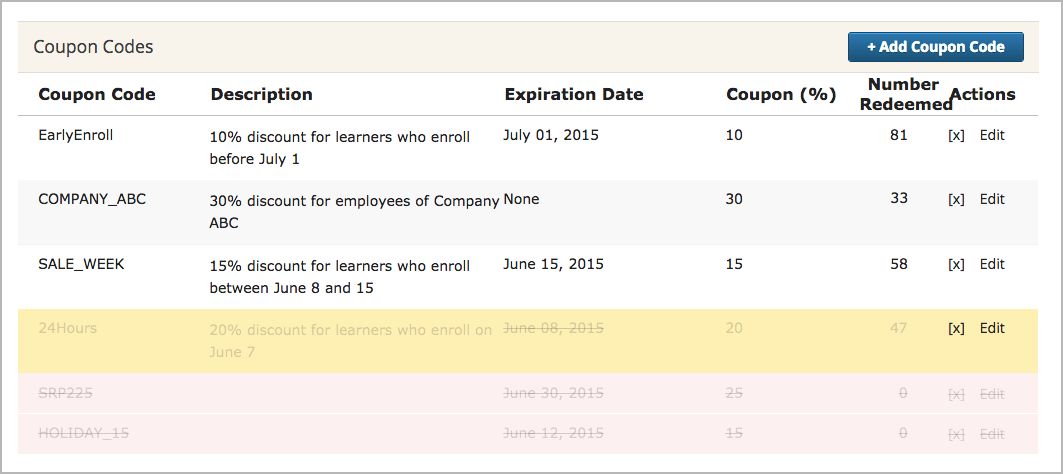 Coupon Codes
+ Add Coupon Code
Coupon Code Description Expiration Date Coupon (%) Number Redeemed Actions
EarlyEnroll 10% discount for learners who enroll July 01, 2015 10 81 [x] Edit
before July 1
COMPANY_ABC 30% discount for employees of Company None 30 33 [x] Edit
ABC
SALE_WEEK 15% discount for learners who enroll June 15, 2015 15 58 [x] Edit
between June 8 and 15
24Hours 20% discount for learners who enroll on June 08, 2015 20 47 [x] Edit
June 7
SRP225 June 30, 2015 25 0 [x] Edit
HOLIDAY_15 June 12, 2015 15 0 [x] Edit